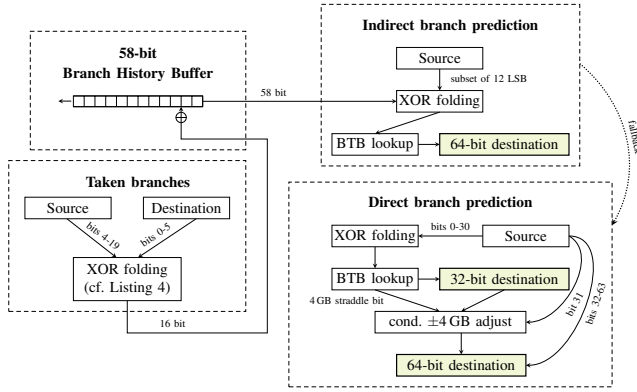 58-bit
Branch History Buffer
58 bit
Taken branches
Source
Destination
bits 4-19
bits 0-5
XOR folding
(cf. Listing 4)
16 bit
Indirect branch prediction
Source
subset of 12 LSB
XOR folding
BTB lookup
64-bit destination
fallback
Direct branch prediction
XOR folding
bits 0-30
Source
BTB lookup
32-bit destination
4 GB straddle bit
cond. ±4 GB adjust
bit 31
bits 32-63
64-bit destination